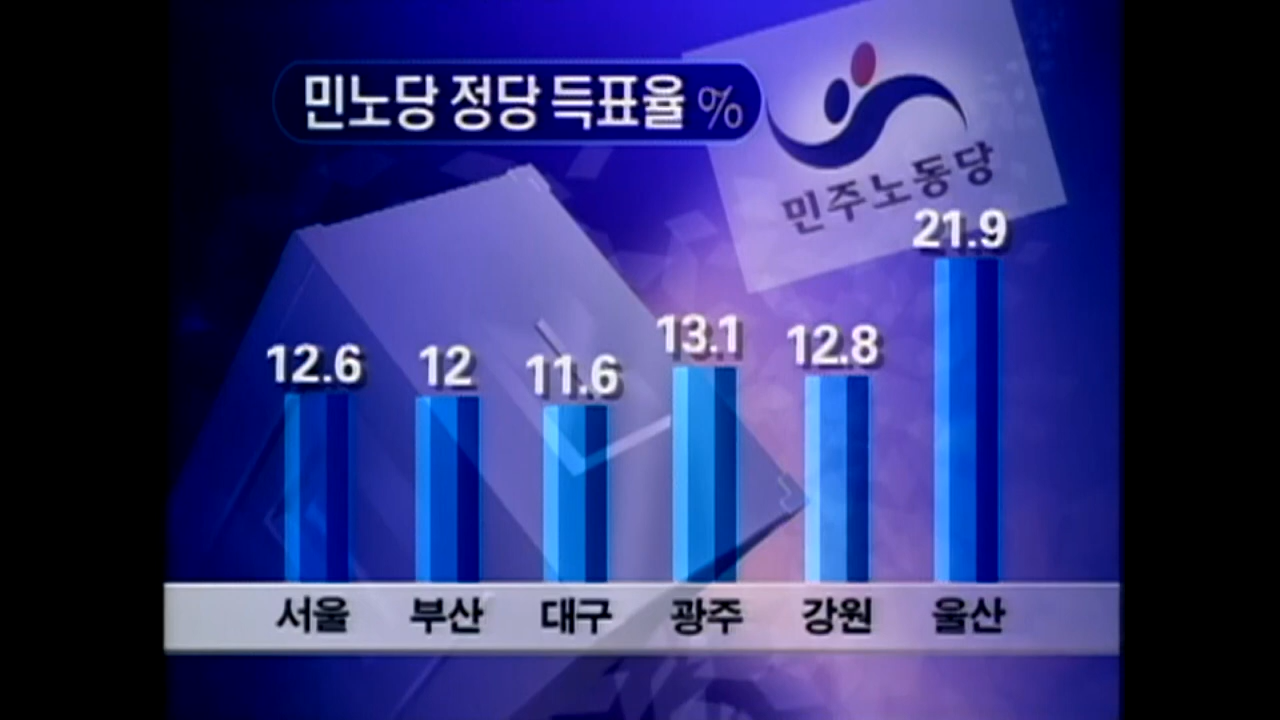 민노당 정당 득표율 %
민주노동당
12.6 12 11.6 13.1 12.8 21.9
서울 부산 대구 광주 강원 울산